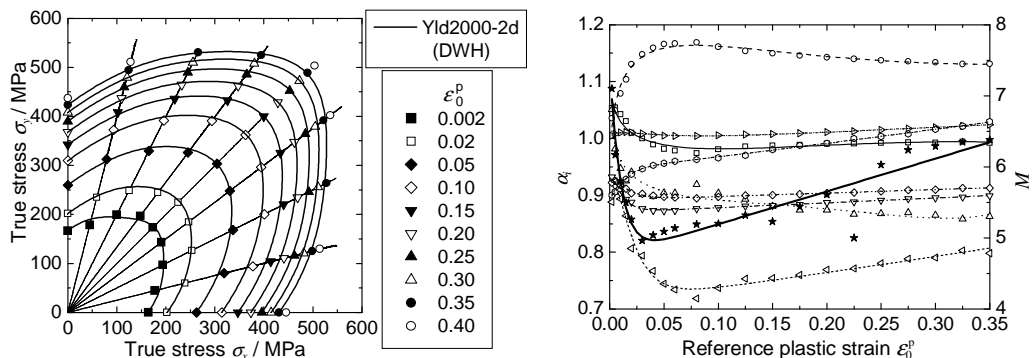 600
500
400
300
200
100
0
True stress σy / MPa
0 100 200 300 400 500 600
True stress σx / MPa
Yld2000-2d
(DWH)
ε0p
0.002
0.02
0.05
0.10
0.15
0.20
0.25
0.30
0.35
0.40
1.2
1.1
1.0
0.9
0.8
0.7
αi
8
7
6
5
4
M
0.00 0.05 0.10 0.15 0.20 0.25 0.30 0.35
Reference plastic strain ε0p